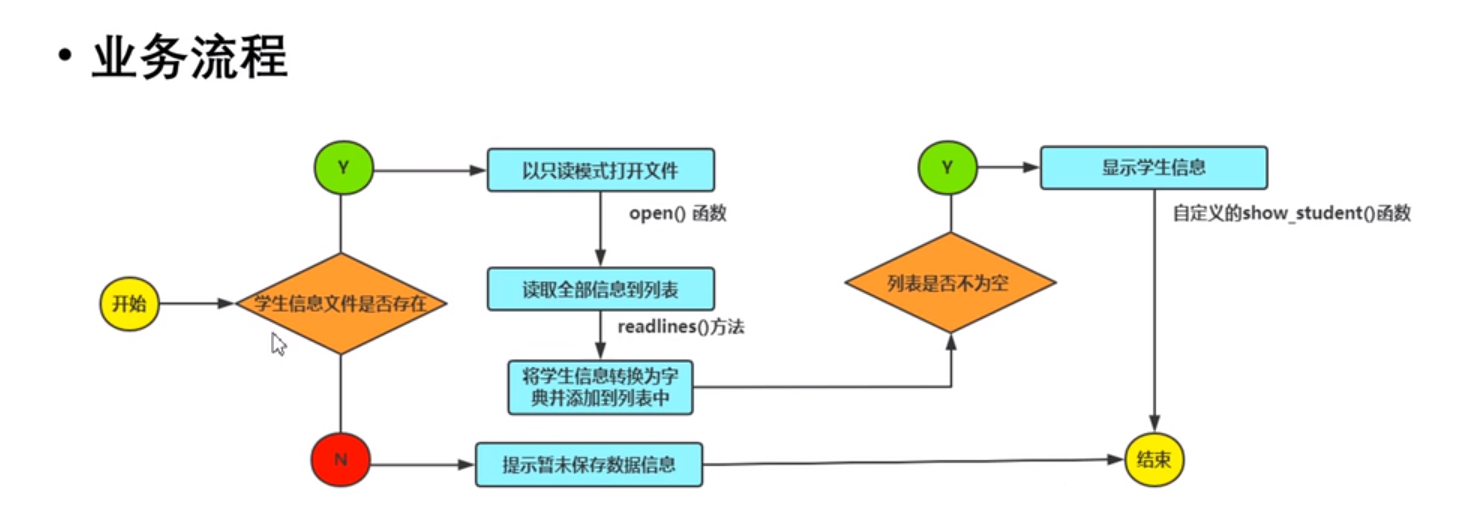 • 业务流程
开始
学生信息文件是否存在
Y
以只读模式打开文件
open() 函数
读取全部信息到列表
readlines()方法
将学生信息转换为字
典并添加到列表中
列表是否不为空
Y
显示学生信息
自定义的show_student()函数
N
提示暂未保存数据信息
结束